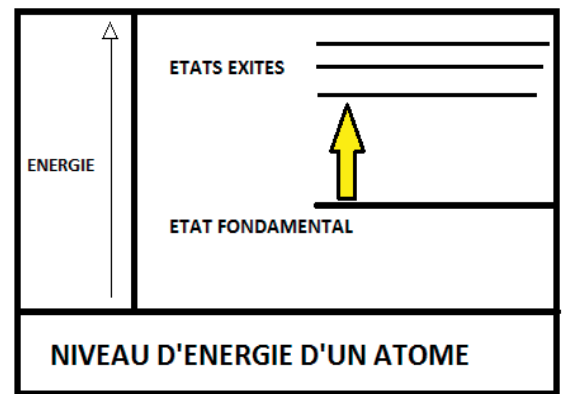 ETATS EXITES
ENERGIE
ETAT FONDAMENTAL
NIVEAU D'ENERGIE D'UN ATOME